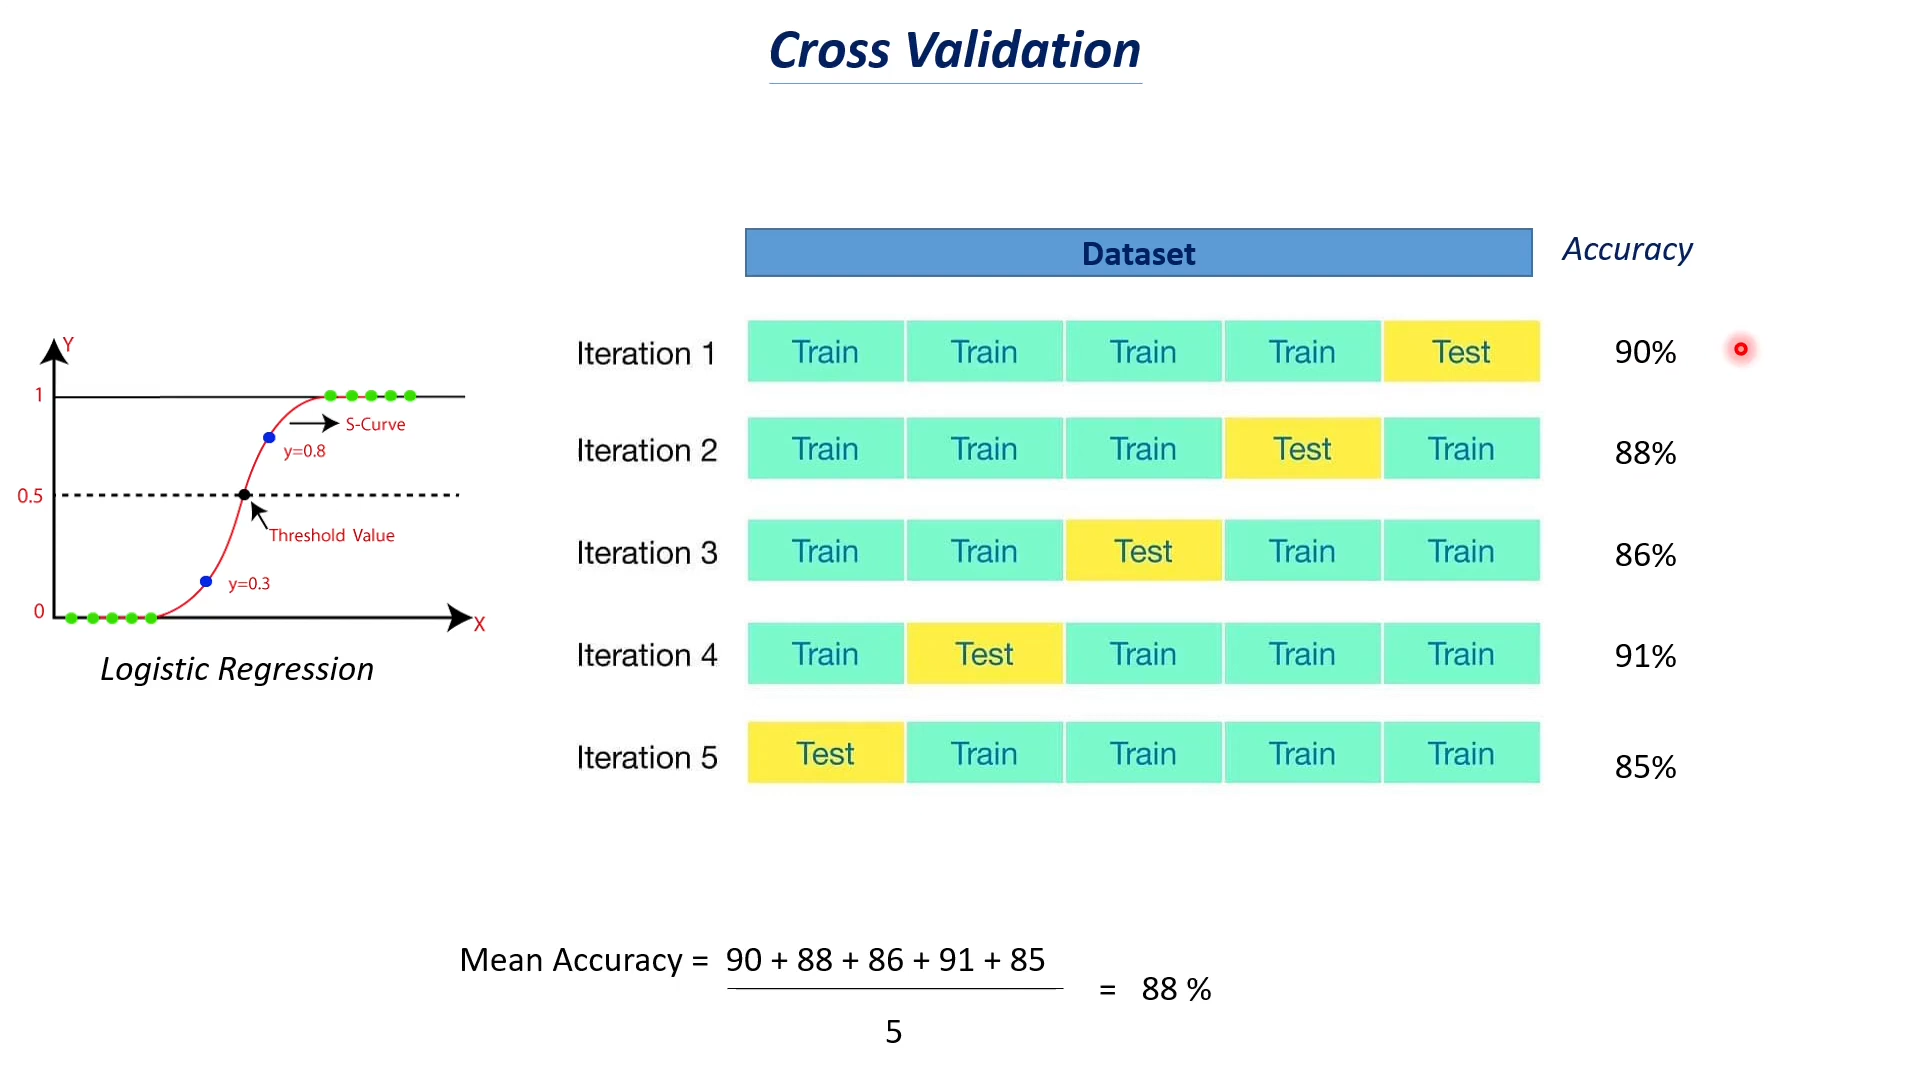 Cross Validation
Dataset
Accuracy
Iteration 1 Train Train Train Train Test 90%
Iteration 2 Train Train Train Test Train 88%
Iteration 3 Train Train Test Train Train 86%
Iteration 4 Train Test Train Train Train 91%
Iteration 5 Test Train Train Train Train 85%
Y
1
S-Curve
y=0.8
0.5
Threshold Value
y=0.3
0
X
Logistic Regression
Mean Accuracy = 90 + 88 + 86 + 91 + 85
= 88 %
5